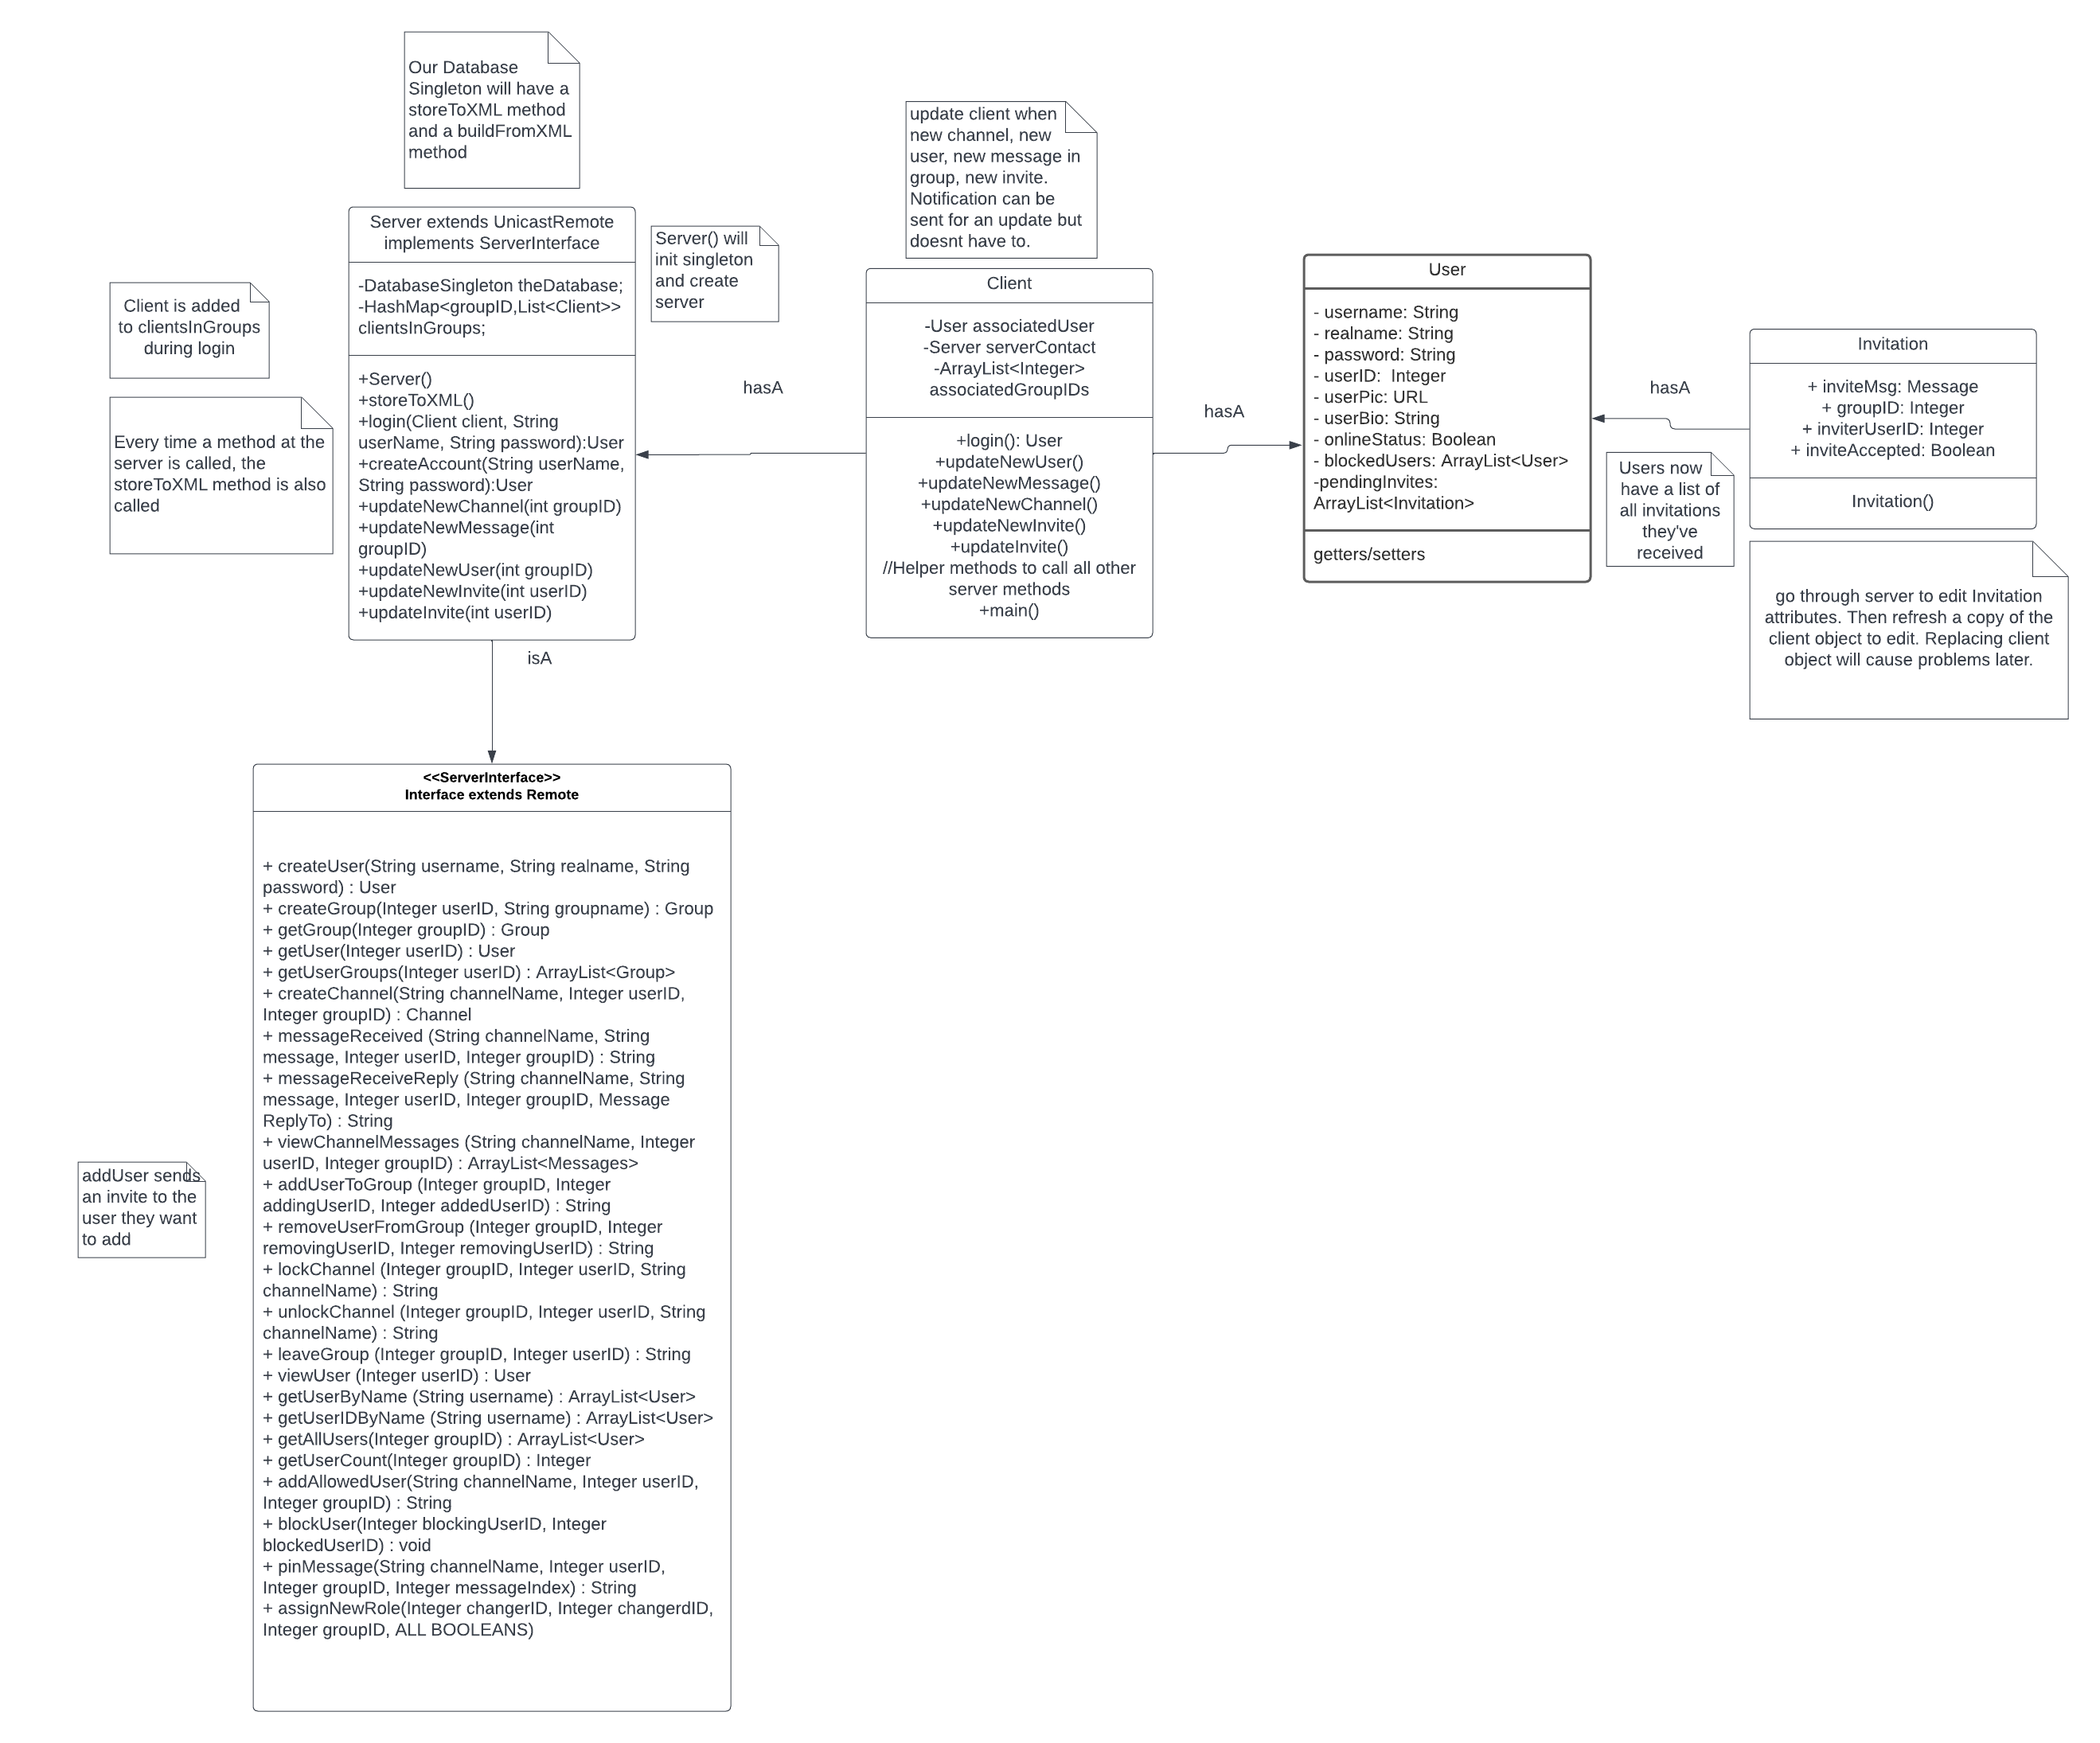 Our Database
Singleton will have a
storeToXML method
and a buildFromXML
method
update client when
new channel, new
user, new message in
group, new invite.
Notification can be
sent for an update but
doesnt have to.
Server extends UnicastRemote
implements ServerInterface
-DatabaseSingleton theDatabase;
-HashMap<groupID,List<Client>>
clientsInGroups;
+Server()
+storeToXML()
+login(Client client, String
userName, String password):User
+createAccount(String userName,
String password):User
+updateNewChannel(int groupID)
+updateNewMessage(int
groupID)
+updateNewUser(int groupID)
+updateNewInvite(int userID)
+updateInvite(int userID)
Server() will
init singleton
and create
server
Client is added
to clientsInGroups
during login
Every time a method at the
server is called, the
storeToXML method is also
called
hasA
Client
-User associatedUser
-Server serverContact
-ArrayList<Integer>
associatedGroupIDs
+login(): User
+updateNewUser()
+updateNewMessage()
+updateNewChannel()
+updateNewInvite()
+updateInvite()
//Helper methods to call all other
server methods
+main()
hasA
User
- username: String
- realname: String
- password: String
- userID:  Integer
- userPic: URL
- userBio: String
- onlineStatus: Boolean
- blockedUsers: ArrayList<User>
-pendingInvites:
ArrayList<Invitation>
getters/setters
hasA
Users now
have a list of
all invitations
they've
received
Invitation
+ inviteMsg: Message
+ groupID: Integer
+ inviterUserID: Integer
+ inviteAccepted: Boolean
Invitation()
go through server to edit Invitation
attributes. Then refresh a copy of the
client object to edit. Replacing client
object will cause problems later.
isA
<<ServerInterface>>
Interface extends Remote
+ createUser(String username, String realname, String
password) : User
+ createGroup(Integer userID, String groupname) : Group
+ getGroup(Integer groupID) : Group
+ getUser(Integer userID) : User
+ getUserGroups(Integer userID) : ArrayList<Group>
+ createChannel(String channelName, Integer userID,
Integer groupID) : Channel
+ messageReceived (String channelName, String
message, Integer userID, Integer groupID) : String
+ messageReceiveReply (String channelName, String
message, Integer userID, Integer groupID, Message
ReplyTo) : String
+ viewChannelMessages (String channelName, Integer
userID, Integer groupID) : ArrayList<Messages>
+ addUserToGroup (Integer groupID, Integer
addingUserID, Integer addedUserID) : String
+ removeUserFromGroup (Integer groupID, Integer
removingUserID, Integer removingUserID) : String
+ lockChannel (Integer groupID, Integer userID, String
channelName) : String
+ unlockChannel (Integer groupID, Integer userID, String
channelName) : String
+ leaveGroup (Integer groupID, Integer userID) : String
+ viewUser (Integer userID) : User
+ getUserByName (String username) : ArrayList<User>
+ getUserIDByName (String username) : ArrayList<User>
+ getAllUsers(Integer groupID) : ArrayList<User>
+ getUserCount(Integer groupID) : Integer
+ addAllowedUser(String channelName, Integer userID,
Integer groupID) : String
+ blockUser(Integer blockingUserID, Integer
blockedUserID) : void
+ pinMessage(String channelName, Integer userID,
Integer groupID, Integer messageIndex) : String
+ assignNewRole(Integer changerID, Integer changerdID,
Integer groupID, ALL BOOLEANS)
addUser sends
an invite to the
user they want
to add